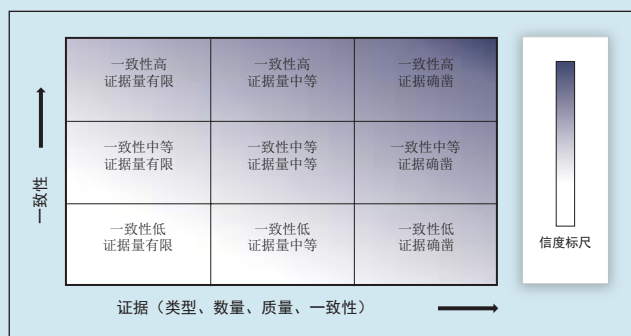 一致性高
证据量有限
一致性高
证据量中等
一致性高
证据确凿
一致性中等
证据量有限
一致性中等
证据量中等
一致性中等
证据确凿
一致性低
证据量有限
一致性低
证据量中等
一致性低
证据确凿
一致性
证据（类型、数量、质量、一致性）
信度标尺